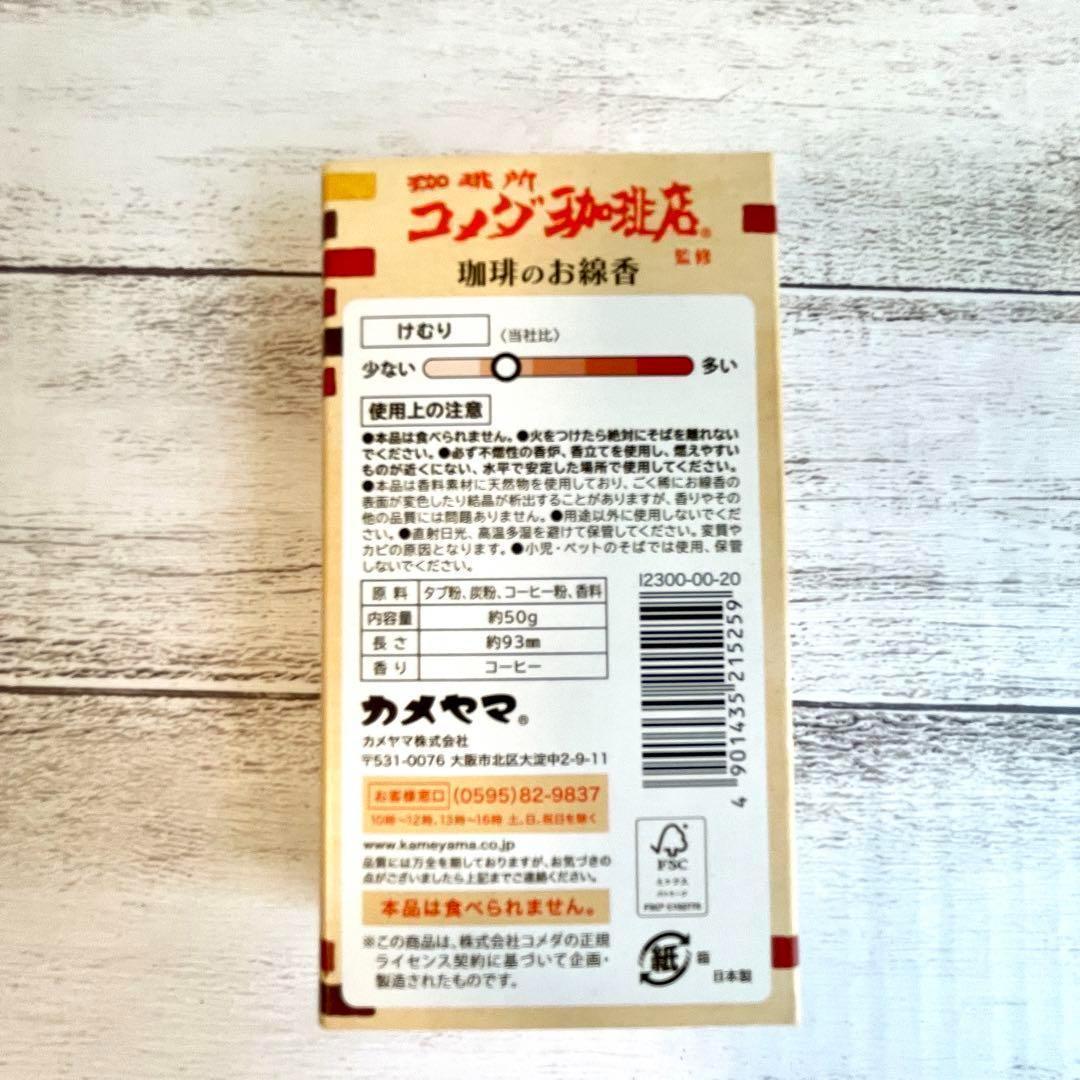 珈琲所
コメダ珈琲店®
監修
珈琲のお線香
けむり 〈当社比〉
少ない 多い
使用上の注意
●本品は食べられません。●火をつけたら絶対にそばを離れない
でください。●必ず不燃性の香炉、香立てを使用し、燃えやすい
ものが近くにない、水平で安定した場所で使用してください。
●本品は香料素材に天然物を使用しており、ごく稀にお線香の
表面が変色したり結晶が析出することがありますが、香りやその
他の品質には問題ありません。●用途以外に使用しないでくだ
さい。●直射日光、高温多湿を避けて保管してください。変質や
カビの原因となります。●小児・ペットのそばでは使用、保管
しないでください。
原料 タブ粉、炭粉、コーヒー粉、香料
内容量 約50g
長さ 約93㎜
香り コーヒー
I2300-00-20
4 901435 215259
カメヤマ®
カメヤマ株式会社
〒531-0076 大阪市北区大淀中2-9-11
お客様窓口 (0595)82-9837
10時～12時、13時～16時 土、日、祝日を除く
www.kameyama.co.jp
品質には万全を期しておりますが、お気づきの
点がございましたら上記までご連絡ください。
本品は食べられません。
※この商品は、株式会社コメダの正規
ライセンス契約に基づいて企画・
製造されたものです。
FSC
紙 箱
日本製